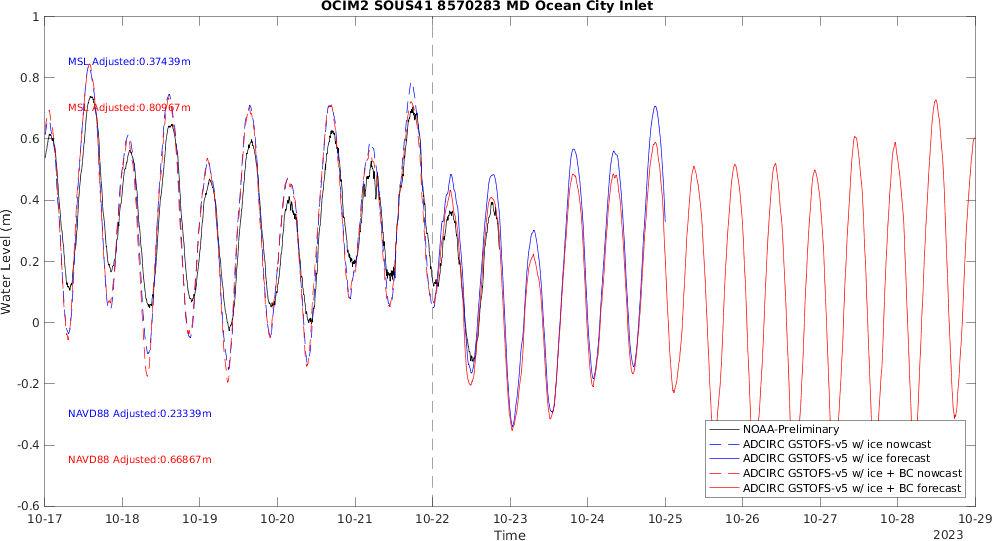 OCIM2 SOUS41 8570283 MD Ocean City Inlet
MSL Adjusted:0.37439m
MSL Adjusted:0.80967m
NAVD88 Adjusted:0.23339m
NAVD88 Adjusted:0.66867m
Water Level (m)
1
0.8
0.6
0.4
0.2
0
-0.2
-0.4
-0.6
NOAA-Preliminary
ADCIRC GSTOFS-v5 w/ ice nowcast
ADCIRC GSTOFS-v5 w/ ice forecast
ADCIRC GSTOFS-v5 w/ ice + BC nowcast
ADCIRC GSTOFS-v5 w/ ice + BC forecast
10-17 10-18 10-19 10-20 10-21 10-22 10-23 10-24 10-25 10-26 10-27 10-28 10-29
Time
2023